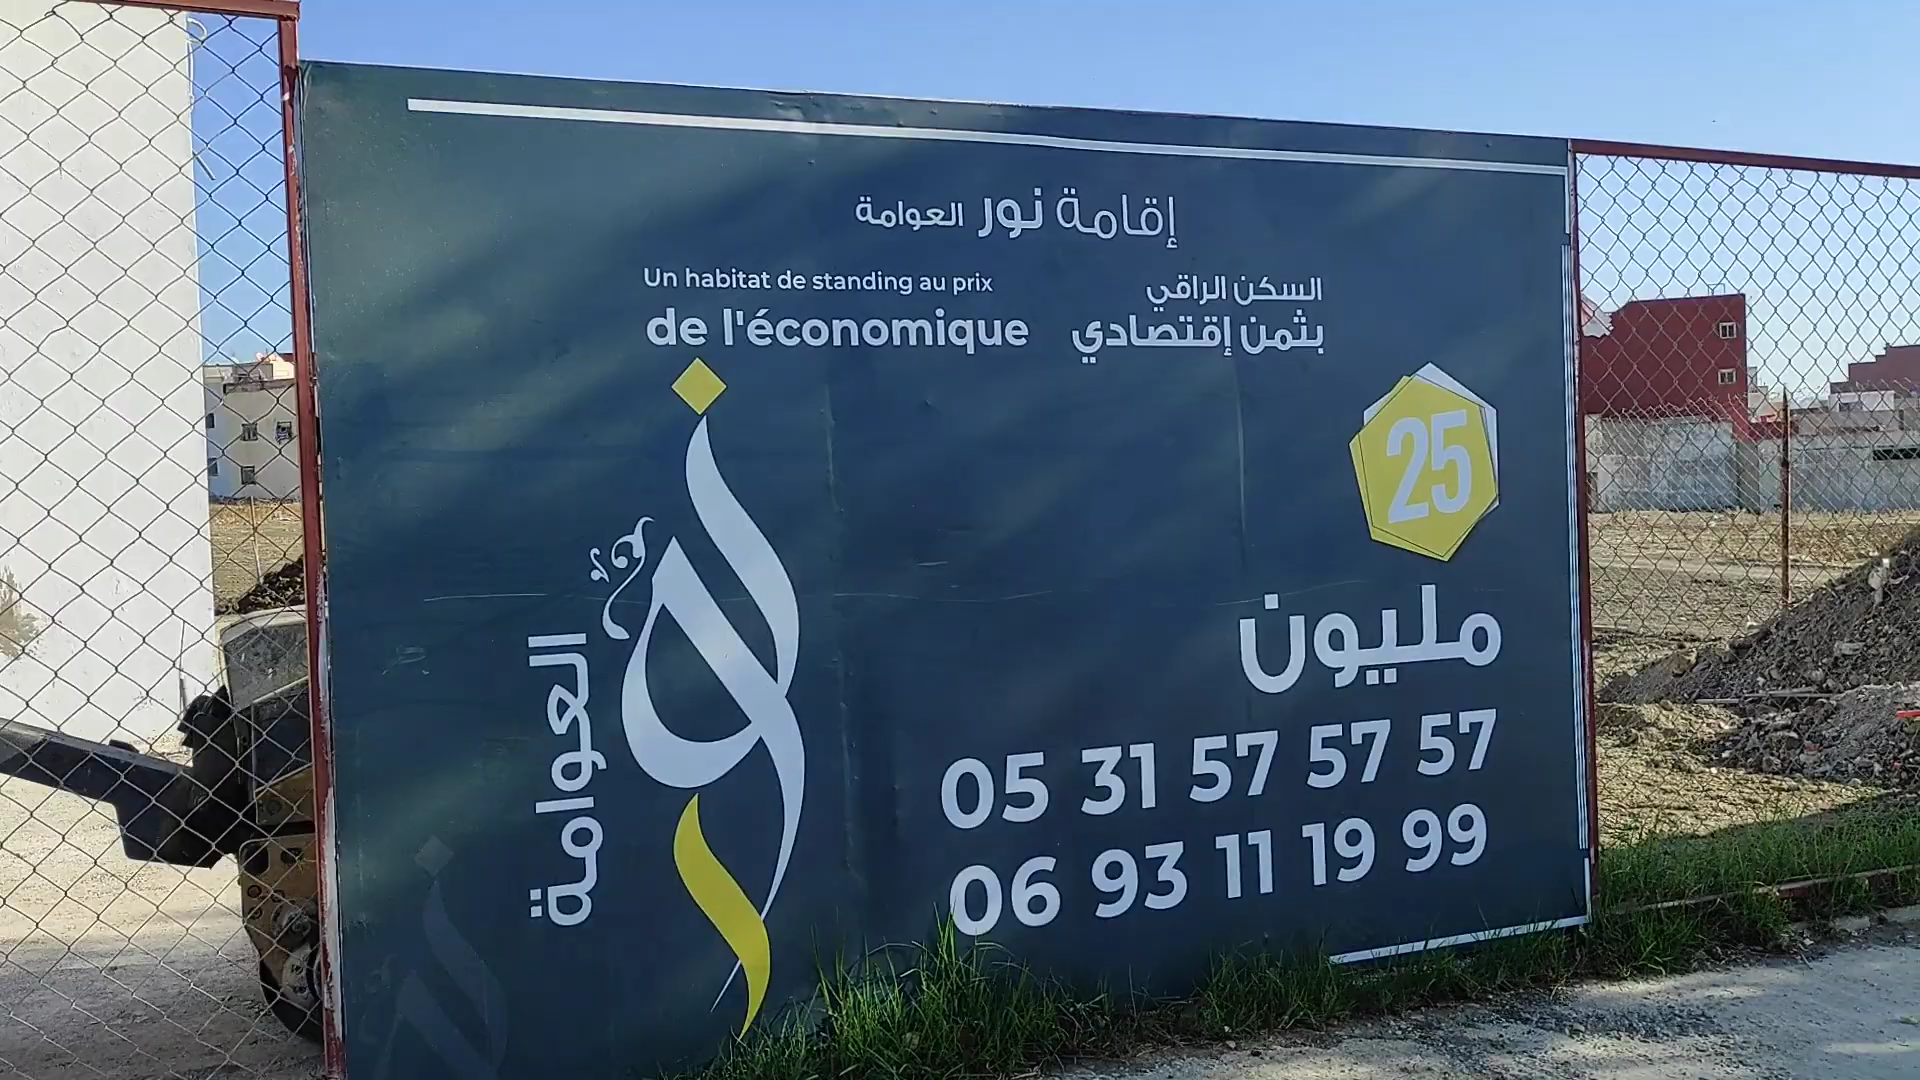 إقامة نور العوامة
Un habitat de standing au prix
de l'économique
السكن الراقي
بثمن إقتصادي
25
مليون
نور
العوامة
05 31 57 57 57
06 93 11 19 99